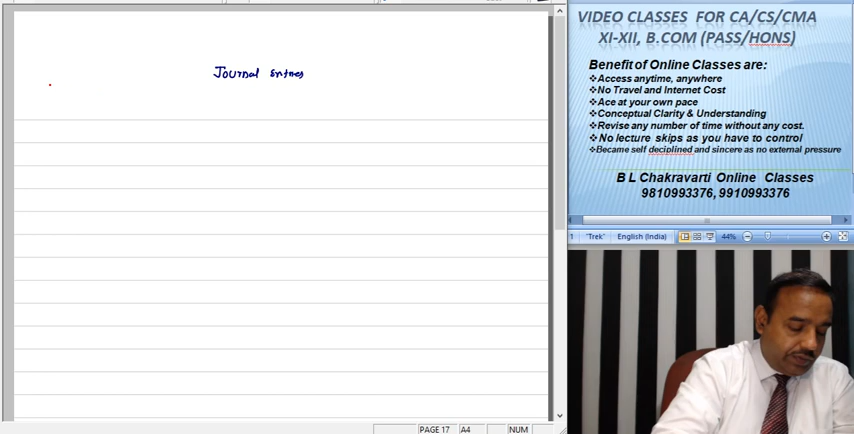 VIDEO CLASSES FOR CA/CS/CMA
XI-XII, B.COM (PASS/HONS)
Benefit of Online Classes are:
❖Access anytime, anywhere
❖No Travel and Internet Cost
❖Ace at your own pace
❖Conceptual Clarity & Understanding
❖Revise any number of time without any cost.
❖No lecture skips as you have to control
❖Became self deciplined and sincere as no external pressure
B L Chakravarti Online Classes
9810993376, 9910993376
1 "Trek" English (India) 44%
Journal Entries
PAGE 17 A4 NUM